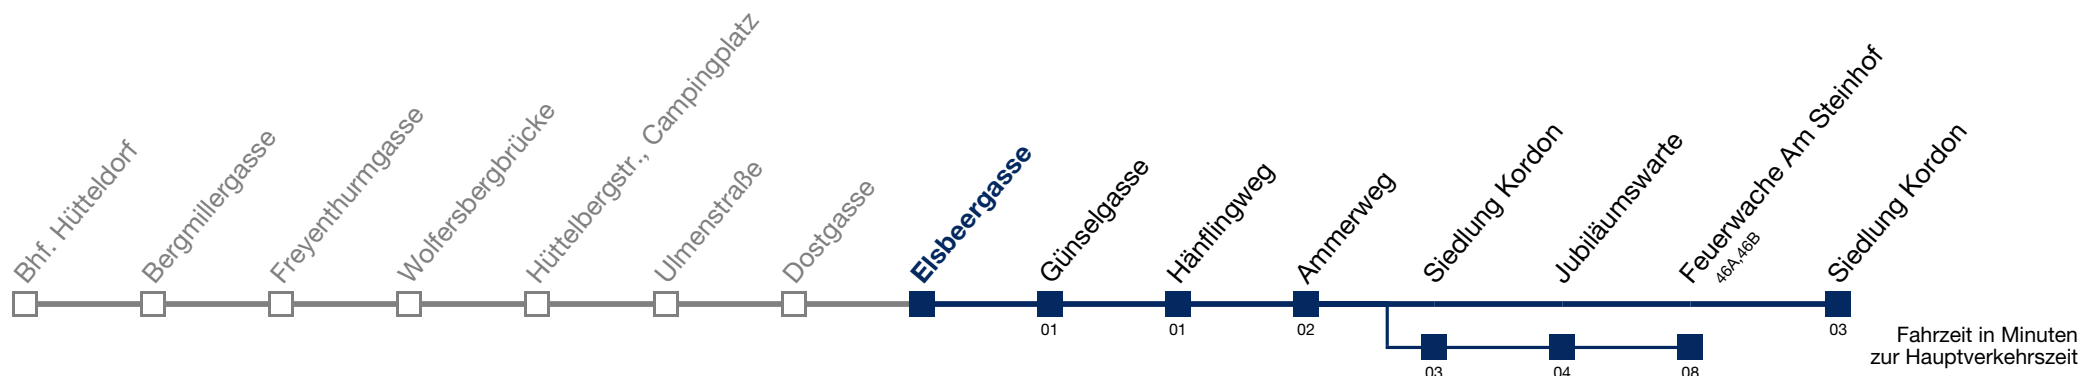 Bhf. Hütteldorf
Bergmillergasse
Freyenthurmgasse
Wolfersbergbrücke
Hüttelbergstr., Campingplatz
Ulmenstraße
Dostgasse
Elsbeergasse
Günselgasse
Hänflingweg
Ammerweg
Siedlung Kordon
Jubiläumswarte
Feuerwache Am Steinhof
46A,46B
Siedlung Kordon
01
01
02
03
03
04
08
Fahrzeit in Minuten
zur Hauptverkehrszeit